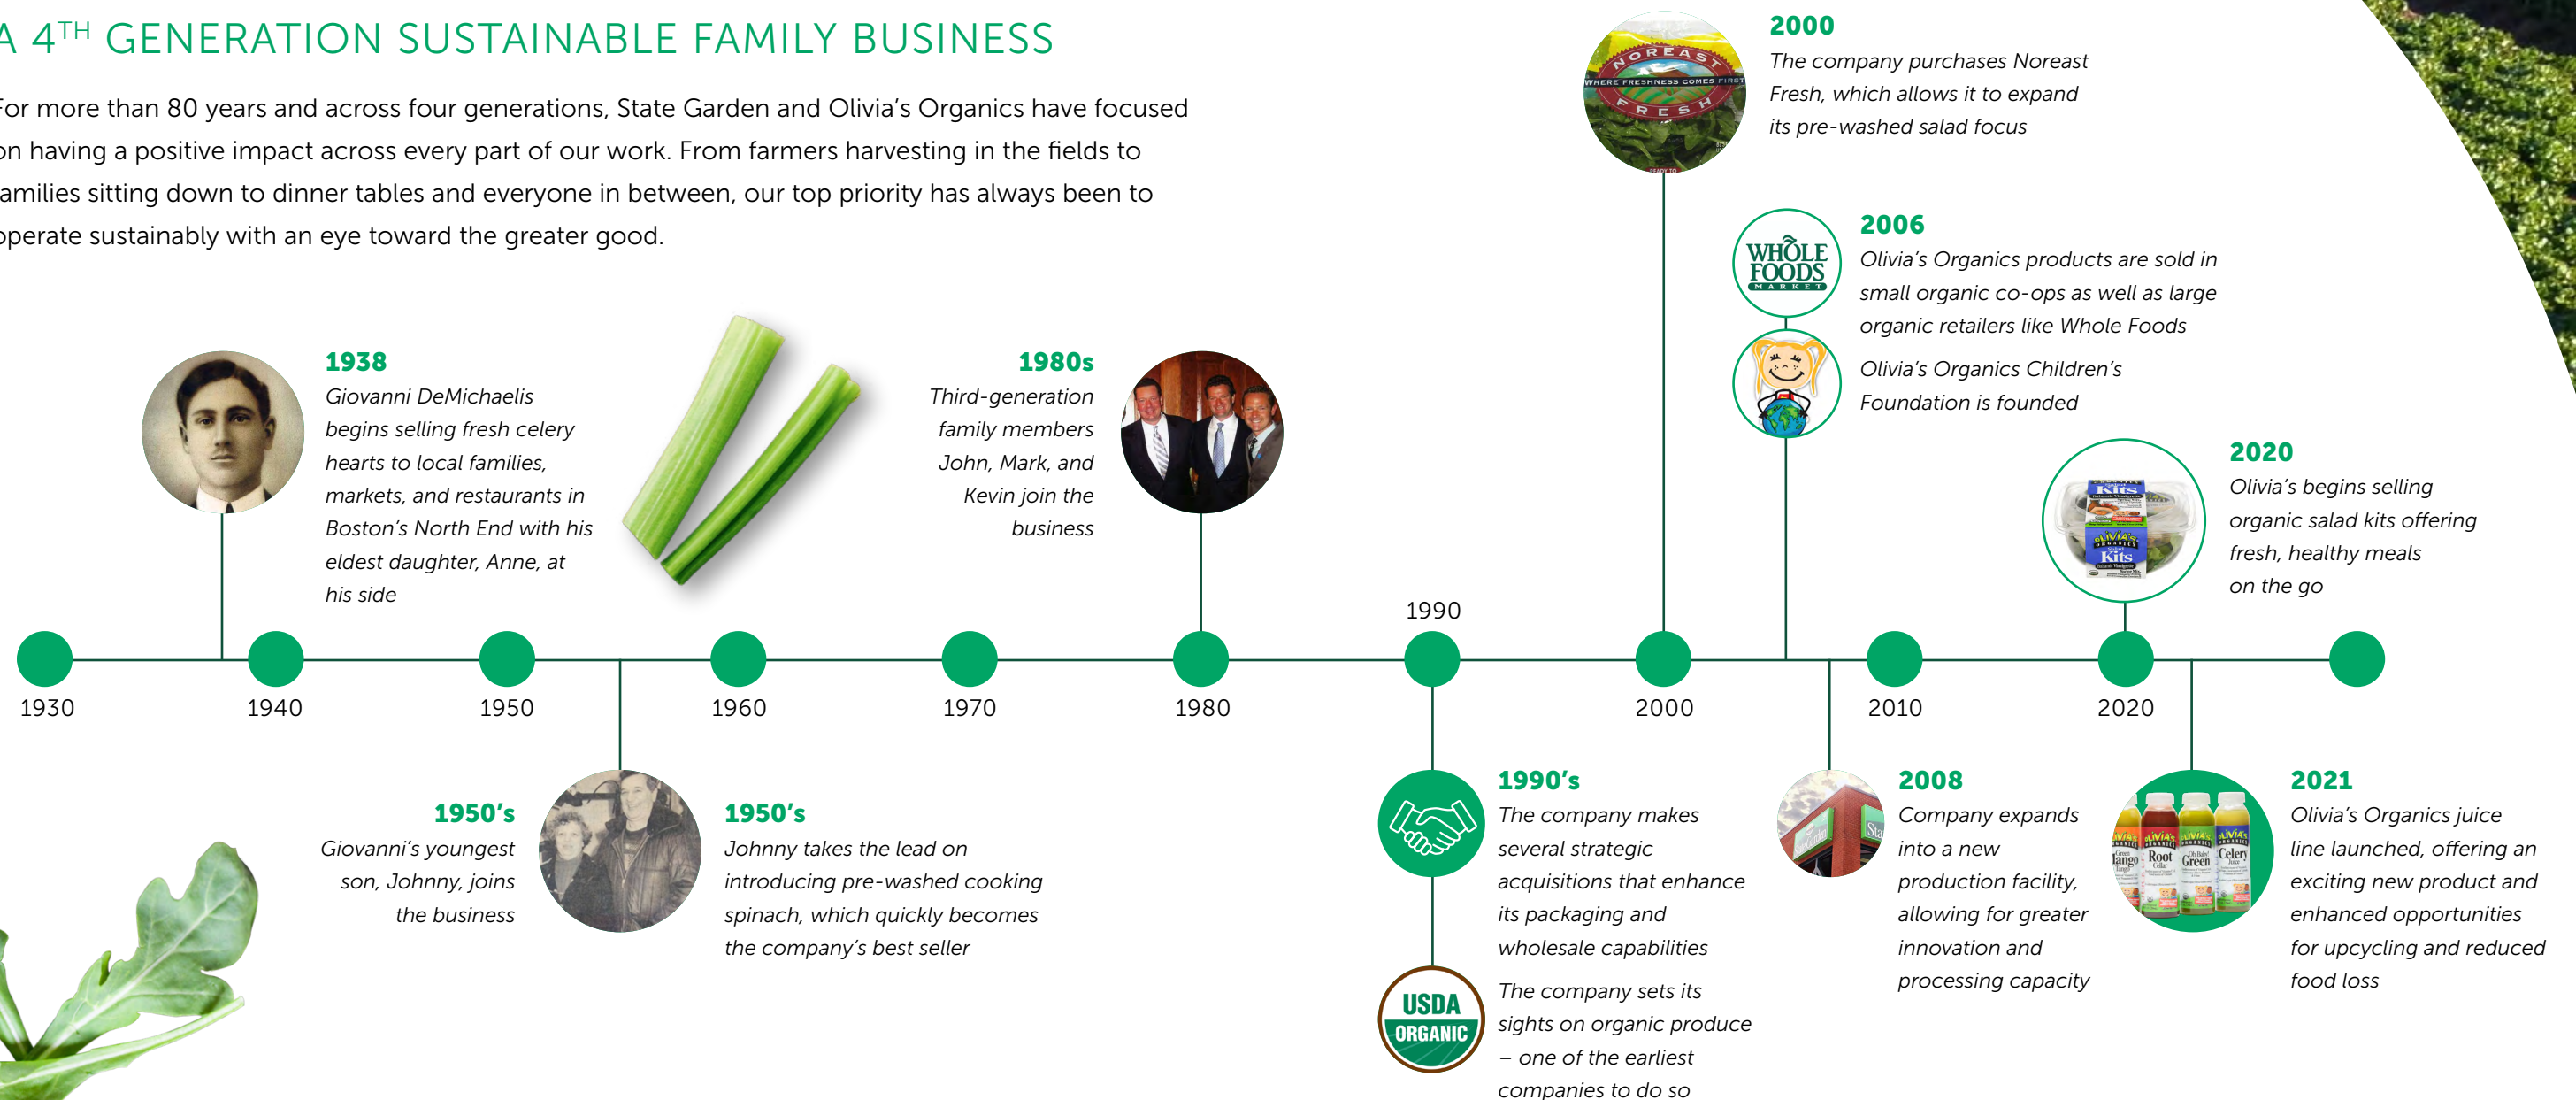 A 4TH GENERATION SUSTAINABLE FAMILY BUSINESS
For more than 80 years and across four generations, State Garden and Olivia's Organics have focused
on having a positive impact across every part of our work. From farmers harvesting in the fields to
families sitting down to dinner tables and everyone in between, our top priority has always been to
operate sustainably with an eye toward the greater good.
1938
Giovanni DeMichaelis
begins selling fresh celery
hearts to local families,
markets, and restaurants in
Boston's North End with his
eldest daughter, Anne, at
his side
1980s
Third-generation
family members
John, Mark, and
Kevin join the
business
NOREAST
WHERE FRESHNESS COMES FIRST
FRESH
READY TO
2000
The company purchases Noreast
Fresh, which allows it to expand
its pre-washed salad focus
WHOLE
FOODS
MARKET
2006
Olivia's Organics products are sold in
small organic co-ops as well as large
organic retailers like Whole Foods
Olivia's Organics Children's
Foundation is founded
Kits
OLIVIA'S
ORGANICS
Kits
2020
Olivia's begins selling
organic salad kits offering
fresh, healthy meals
on the go
1930
1940
1950
1960
1970
1980
1990
2000
2010
2020
1950's
Giovanni's youngest
son, Johnny, joins
the business
1950's
Johnny takes the lead on
introducing pre-washed cooking
spinach, which quickly becomes
the company's best seller
1990's
The company makes
several strategic
acquisitions that enhance
its packaging and
wholesale capabilities
USDA
ORGANIC
The company sets its
sights on organic produce
– one of the earliest
companies to do so
2008
Company expands
into a new
production facility,
allowing for greater
innovation and
processing capacity
OLIVIA'S
Root
Green
Celery
2021
Olivia's Organics juice
line launched, offering an
exciting new product and
enhanced opportunities
for upcycling and reduced
food loss